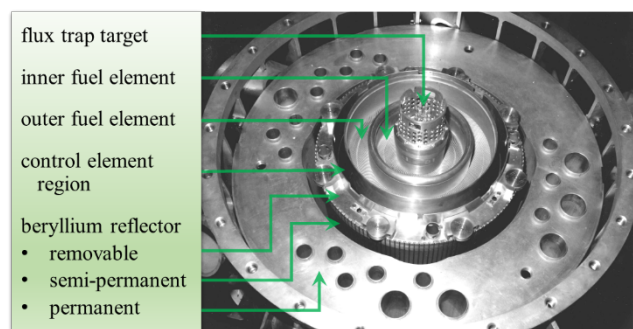 flux trap target
inner fuel element
outer fuel element
control element
region
beryllium reflector
• removable
• semi-permanent
• permanent